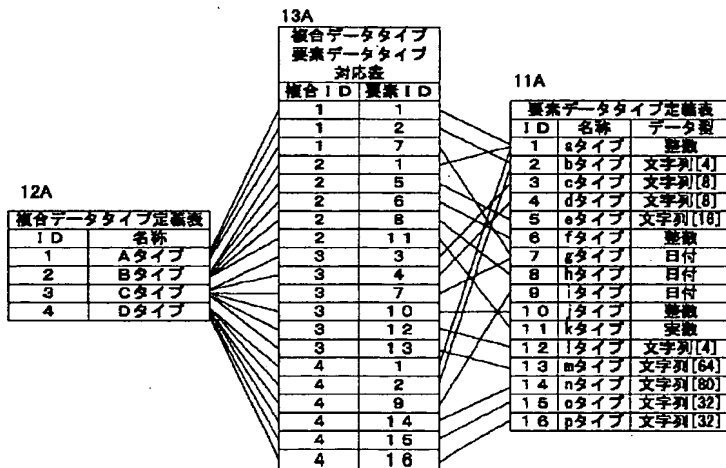 13A
複合データタイプ
要素データタイプ
対応表
複合ID 要素ID
1 1
1 2
1 7
2 1
2 5
2 6
2 8
2 11
3 3
3 4
3 7
3 10
3 12
3 13
4 1
4 2
4 9
4 14
4 15
4 16
12A
複合データタイプ定義表
ID 名称
1 Aタイプ
2 Bタイプ
3 Cタイプ
4 Dタイプ
11A
要素データタイプ定義表
ID 名称 データ型
1 aタイプ 整数
2 bタイプ 文字列[4]
3 cタイプ 文字列[8]
4 dタイプ 文字列[8]
5 eタイプ 文字列[16]
6 fタイプ 整数
7 gタイプ 日付
8 hタイプ 日付
9 iタイプ 日付
10 jタイプ 整数
11 kタイプ 実数
12 lタイプ 文字列[4]
13 mタイプ 文字列[64]
14 nタイプ 文字列[80]
15 oタイプ 文字列[32]
16 pタイプ 文字列[32]